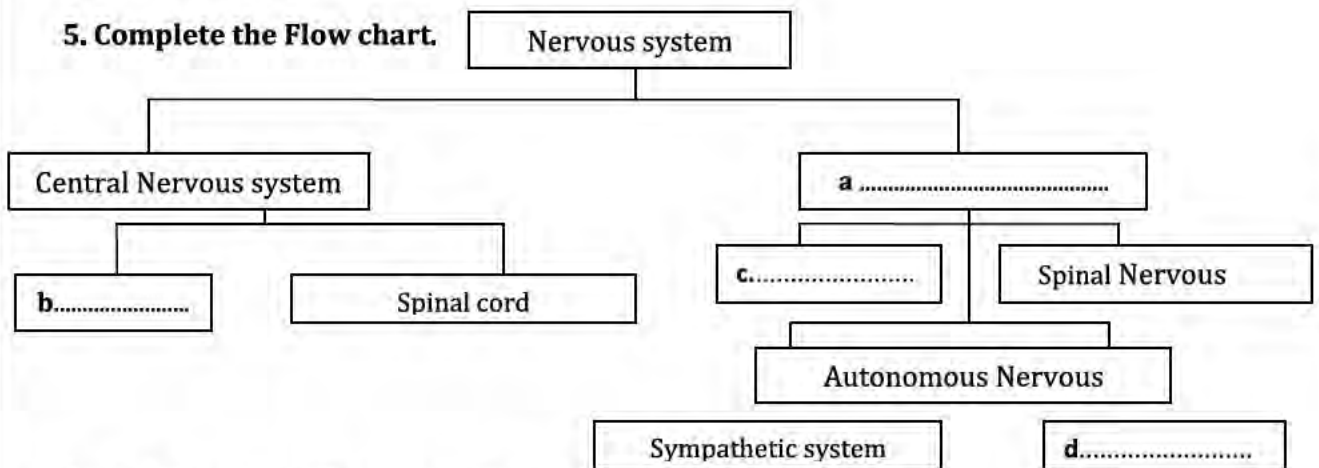 5. Complete the Flow chart.
Nervous system
Central Nervous system
a ............................................
b.........................
Spinal cord
c.........................
Spinal Nervous
Autonomous Nervous
Sympathetic system
d..........................